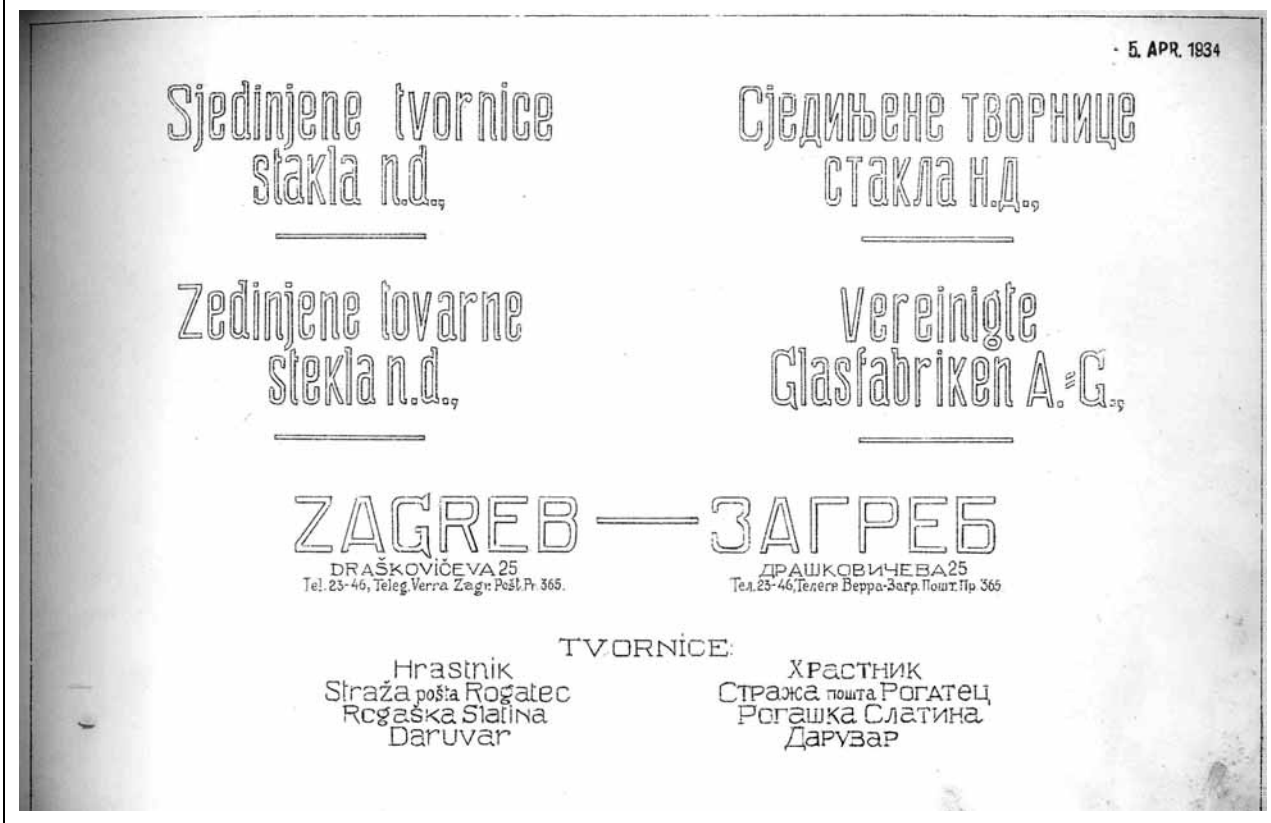 5. APR. 1934
Sjedinjene tvornice
stakla n.d.,
Сједињене творнице
стакла н.д.,
Zedinjene tovarne
stekla n.d.,
Vereinigte
Glasfabriken A.=G.,
ZAGREB — ЗАГРЕБ
DRAŠKOVIČEVA 25
Tel. 23-46, Teleg. Verra Zagr. Pošt. Pr. 365.
ДРАШКОВИЧЕВА 25
Тел. 23-46, Телегр. Верра-Загр. Пошт. Пр. 365
TVORNICE:
Hrastnik
Straža pošta Rogatec
Rogaška Slatina
Daruvar
Храстник
Стража пошта Рогатец
Рогашка Слатина
Дарувар